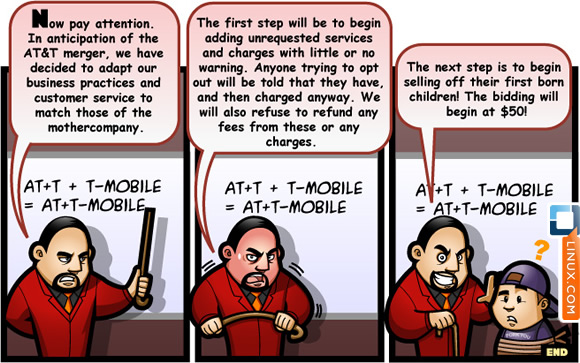 Now pay attention.
In anticipation of the
AT&T merger, we have
decided to adapt our
business practices and
customer service to
match those of the
mothercompany.
AT+T + T-MOBILE
= AT+T-MOBILE
The first step will be to begin
adding unrequested services
and charges with little or no
warning. Anyone trying to opt
out will be told that they have,
and then charged anyway. We
will also refuse to refund any
fees from these or any
charges.
AT+T + T-MOBILE
= AT+T-MOBILE
The next step is to begin
selling off their first born
children! The bidding will
begin at $50!
AT+T + T-MOBILE
= AT+T-MOBILE
?
END
LINUX.COM